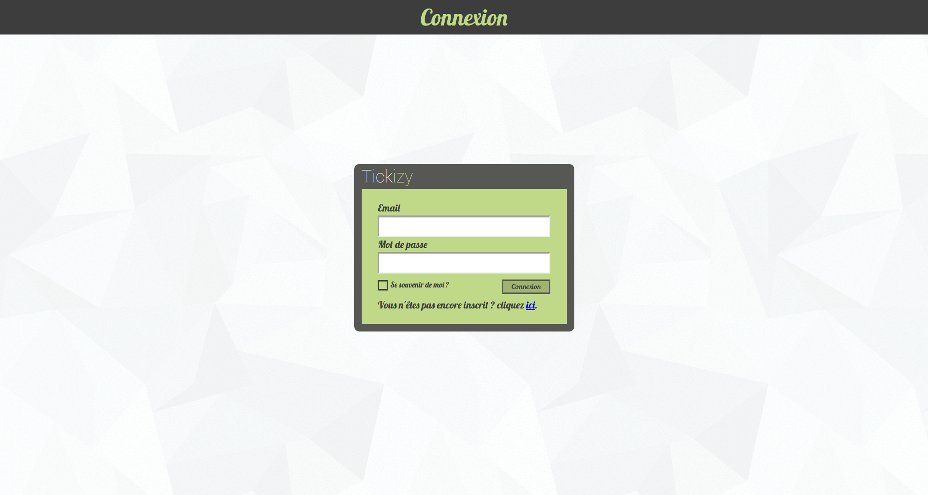 Connexion
Tickizy
Email
Mot de passe
Se souvenir de moi ?
Connexion
Vous n'êtes pas encore inscrit ? cliquez ici.